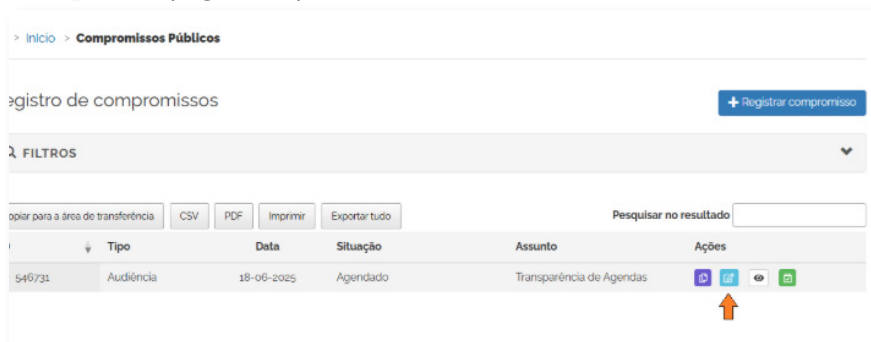 > Início > Compromissos Públicos
egistro de compromissos
+ Registrar compromisso
FILTROS
opiar para a área de transferência CSV PDF Imprimir Exportar tudo Pesquisar no resultado
Tipo Data Situação Assunto Ações
546731 Audiência 18-06-2025 Agendado Transparência de Agendas